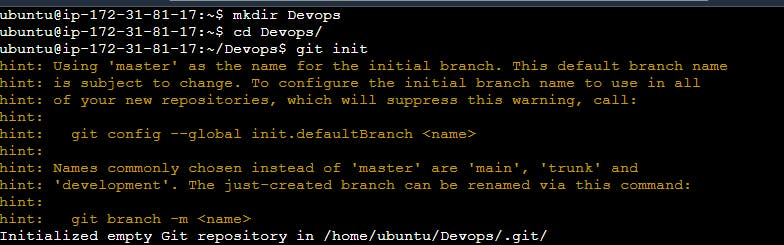 ubuntu@ip-172-31-81-17:~$ mkdir Devops
ubuntu@ip-172-31-81-17:~$ cd Devops/
ubuntu@ip-172-31-81-17:~/Devops$ git init
hint: Using 'master' as the name for the initial branch. This default branch name
hint: is subject to change. To configure the initial branch name to use in all
hint: of your new repositories, which will suppress this warning, call:
hint:
hint:   git config --global init.defaultBranch <name>
hint:
hint: Names commonly chosen instead of 'master' are 'main', 'trunk' and
hint: 'development'. The just-created branch can be renamed via this command:
hint:
hint:   git branch -m <name>
Initialized empty Git repository in /home/ubuntu/Devops/.git/